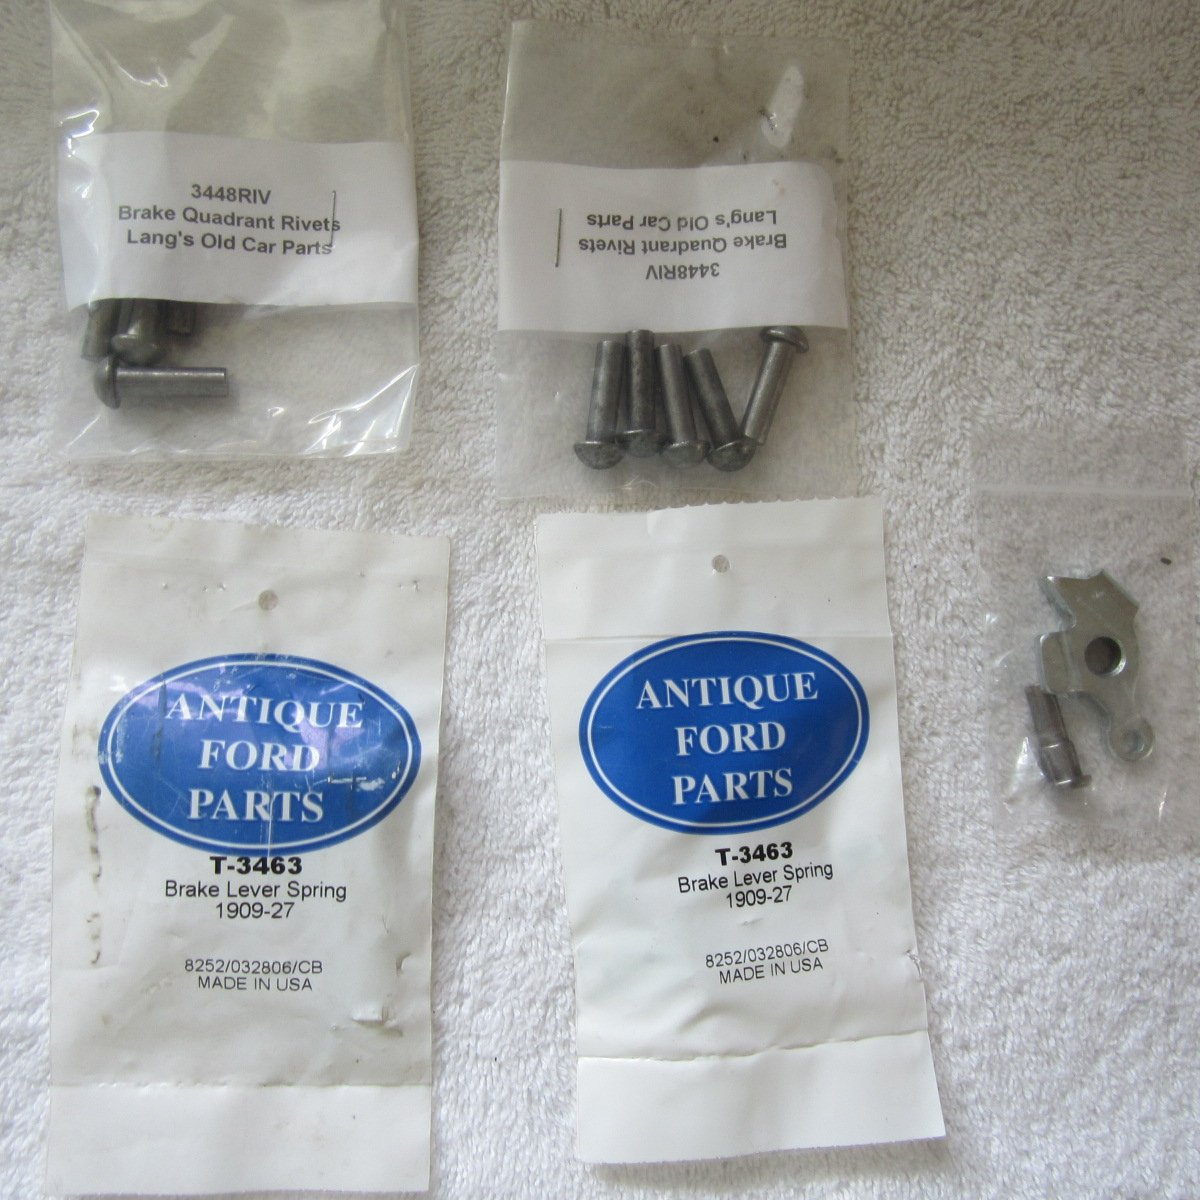 3448RIV
Brake Quadrant Rivets
Lang's Old Car Parts
3448RIV
Brake Quadrant Rivets
Lang's Old Car Parts
ANTIQUE
FORD
PARTS
T-3463
Brake Lever Spring
1909-27
8252/032806/CB
MADE IN USA
ANTIQUE
FORD
PARTS
T-3463
Brake Lever Spring
1909-27
8252/032806/CB
MADE IN USA